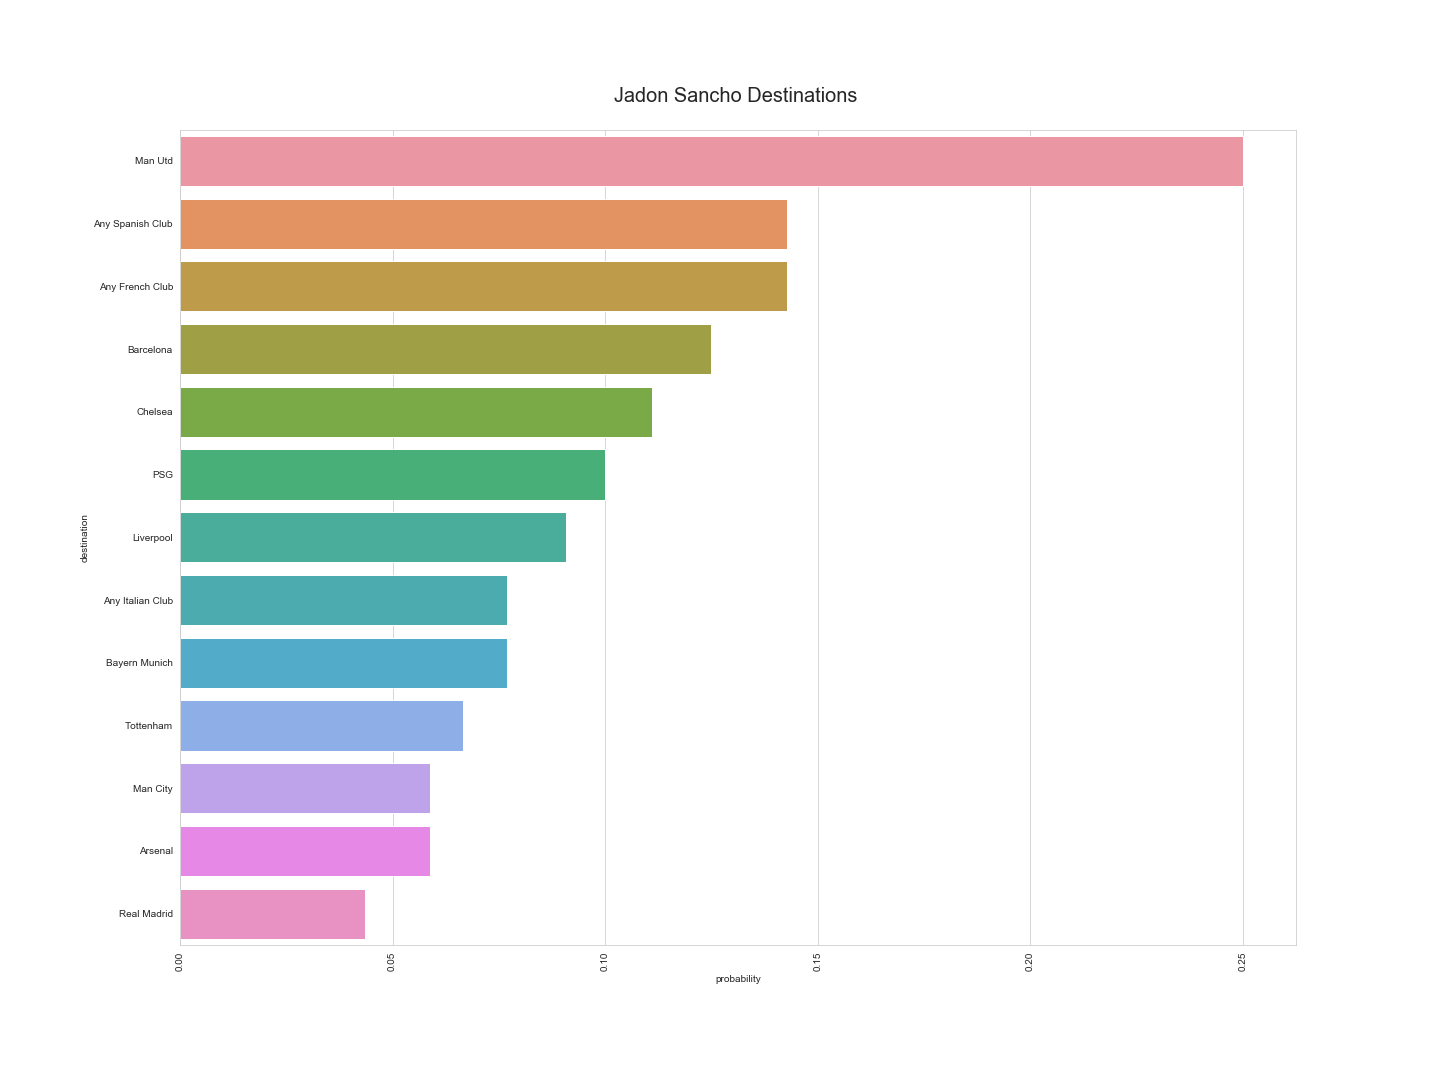 Jadon Sancho Destinations
destination
Man Utd
Any Spanish Club
Any French Club
Barcelona
Chelsea
PSG
Liverpool
Any Italian Club
Bayern Munich
Tottenham
Man City
Arsenal
Real Madrid
0.00
0.05
0.10
0.15
0.20
0.25
probability